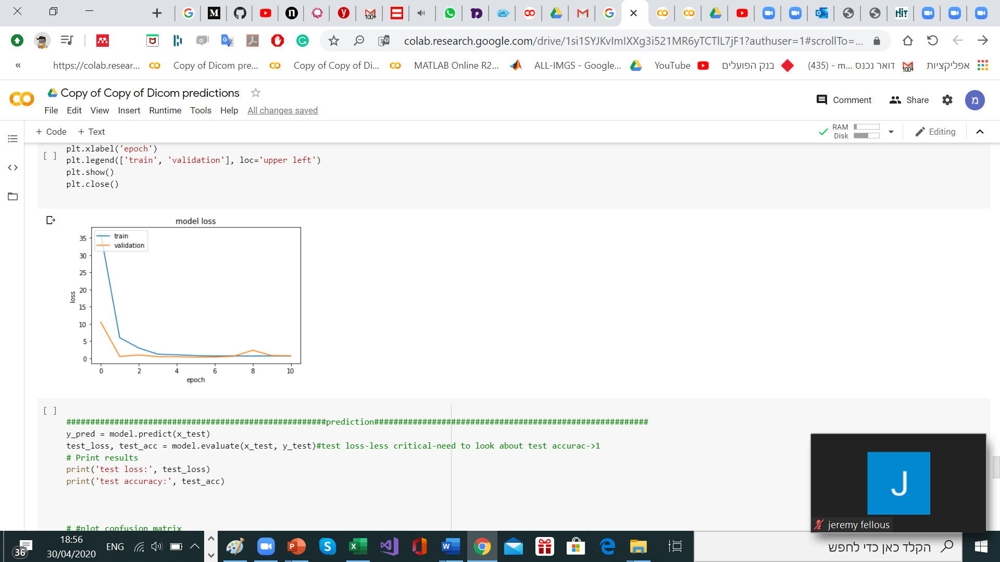 colab.research.google.com/drive/1si1SYJKvImIXXg3i521MR6yTCTlL7jF1?authuser=1#scrollTo=...
« https://colab.resear... Copy of Dicom pre... Copy of Copy of Di... MATLAB Online R2... ALL-IMGS - Google... YouTube בנק הפועלים דואר נכנס (435) - m... אפליקציות
Copy of Copy of Dicom predictions
File Edit View Insert Runtime Tools Help All changes saved
Comment Share מ
+ Code + Text
RAM
Disk
Editing
plt.xlabel('epoch')
[ ]
plt.legend(['train', 'validation'], loc='upper left')
plt.show()
plt.close()
model loss
train
validation
35
30
25
20
15
10
5
0
loss
0 2 4 6 8 10
epoch
[ ]
######################################################prediction#########################################################
y_pred = model.predict(x_test)
test_loss, test_acc = model.evaluate(x_test, y_test)#test loss-less critical-need to look about test accurac->1
# Print results
print('test loss:', test_loss)
print('test accuracy:', test_acc)
# #plot confusion matrix
J
jeremy fellous
36
18:56
30/04/2020
ENG
הקלד כאן כדי לחפש